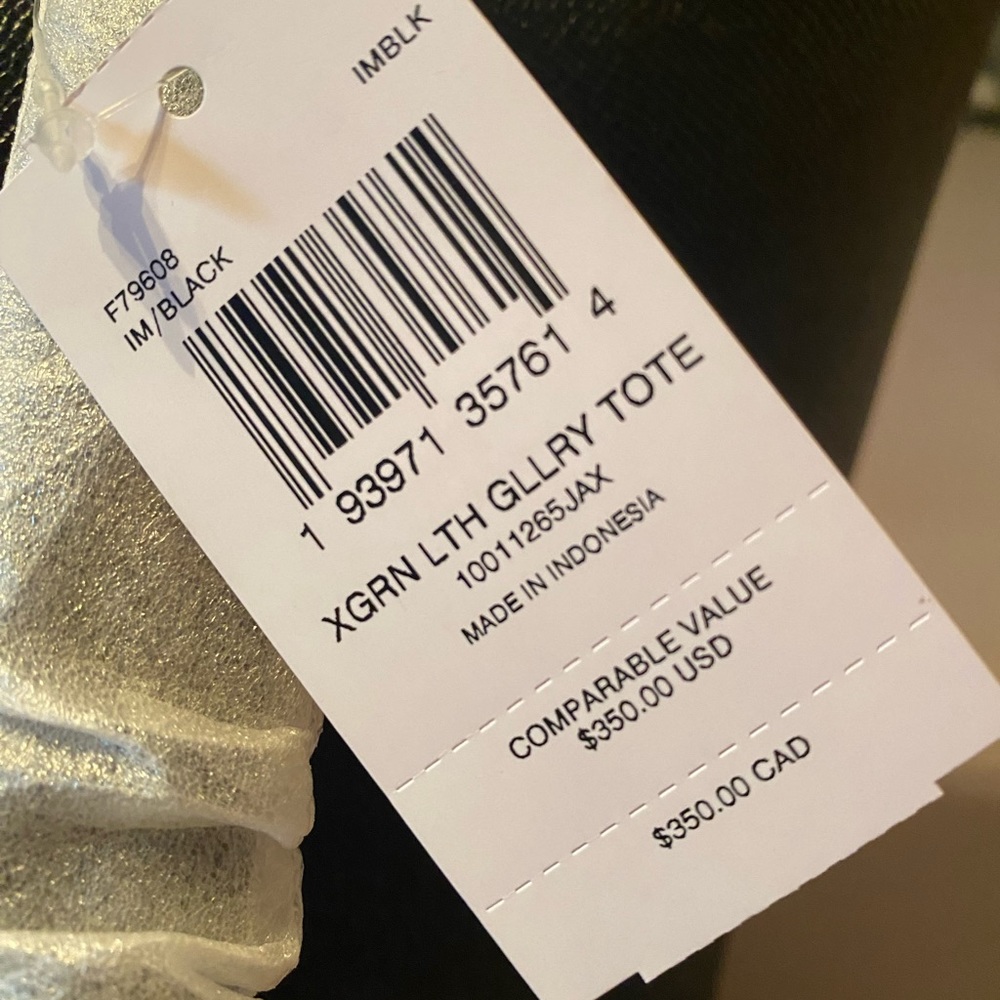 IMBLK
F79608
IM/BLACK
1 93971 35761 4
XGRN LTH GLLRY TOTE
10011265JAX
MADE IN INDONESIA
COMPARABLE VALUE
$350.00 USD
$350.00 CAD